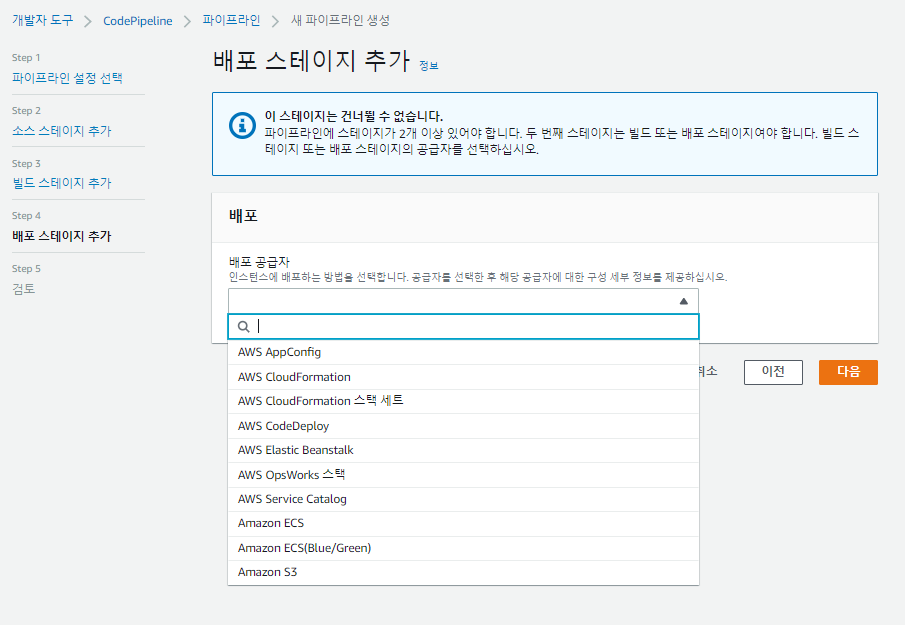 개발자 도구 > CodePipeline > 파이프라인 > 새 파이프라인 생성
Step 1
파이프라인 설정 선택
Step 2
소스 스테이지 추가
Step 3
빌드 스테이지 추가
Step 4
배포 스테이지 추가
Step 5
검토
배포 스테이지 추가 정보
이 스테이지는 건너뛸 수 없습니다.
파이프라인에 스테이지가 2개 이상 있어야 합니다. 두 번째 스테이지는 빌드 또는 배포 스테이지여야 합니다. 빌드 스
테이지 또는 배포 스테이지의 공급자를 선택하십시오.
배포
배포 공급자
인스턴스에 배포하는 방법을 선택합니다. 공급자를 선택한 후 해당 공급자에 대한 구성 세부 정보를 제공하십시오.
AWS AppConfig
AWS CloudFormation
AWS CloudFormation 스택 세트
AWS CodeDeploy
AWS Elastic Beanstalk
AWS OpsWorks 스택
AWS Service Catalog
Amazon ECS
Amazon ECS(Blue/Green)
Amazon S3
취소 이전 다음